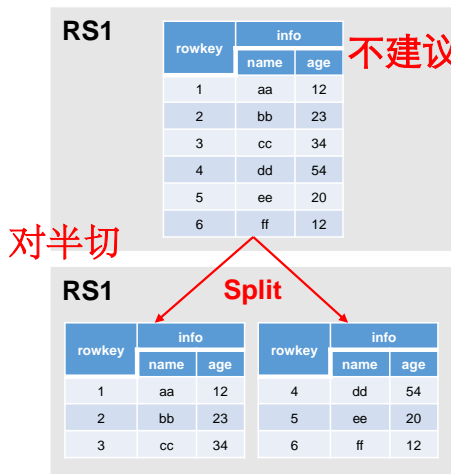 RS1
不建议
rowkey info
name age
1 aa 12
2 bb 23
3 cc 34
4 dd 54
5 ee 20
6 ff 12
对半切
RS1
Split
rowkey info
name age
1 aa 12
2 bb 23
3 cc 34
rowkey info
name age
4 dd 54
5 ee 20
6 ff 12